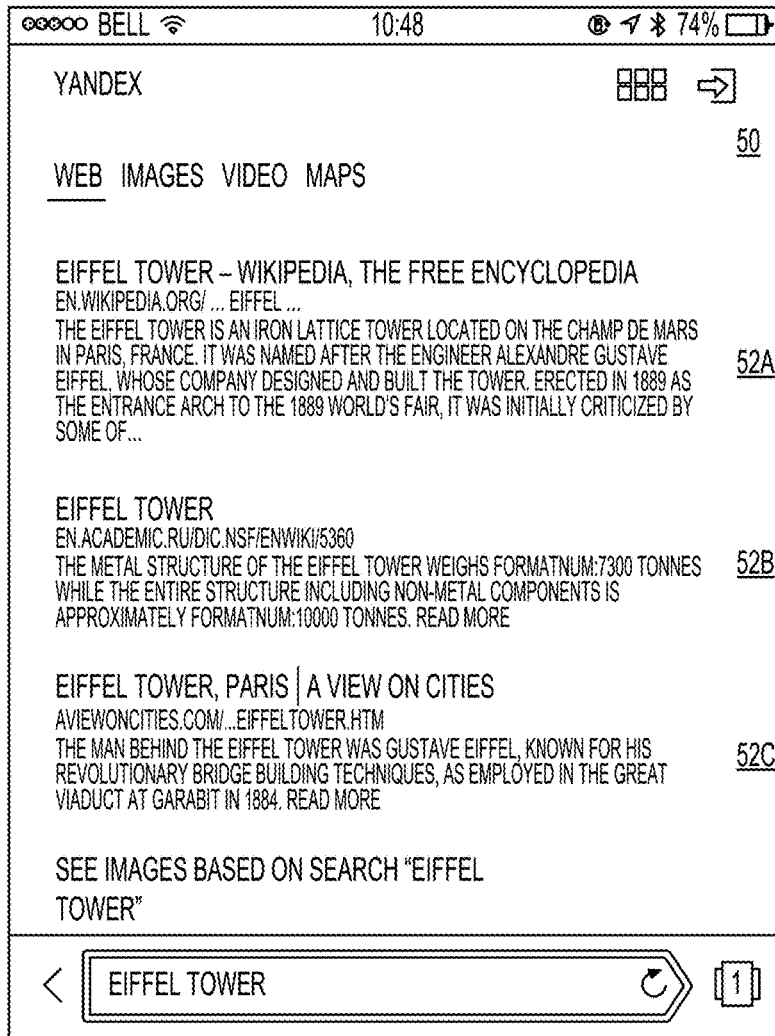 BELL 10:48 74%
YANDEX
50
WEB IMAGES VIDEO MAPS
EIFFEL TOWER – WIKIPEDIA, THE FREE ENCYCLOPEDIA
EN.WIKIPEDIA.ORG/ ... EIFFEL ...
THE EIFFEL TOWER IS AN IRON LATTICE TOWER LOCATED ON THE CHAMP DE MARS
IN PARIS, FRANCE. IT WAS NAMED AFTER THE ENGINEER ALEXANDRE GUSTAVE
EIFFEL, WHOSE COMPANY DESIGNED AND BUILT THE TOWER. ERECTED IN 1889 AS
THE ENTRANCE ARCH TO THE 1889 WORLD'S FAIR, IT WAS INITIALLY CRITICIZED BY
SOME OF...
52A
EIFFEL TOWER
EN.ACADEMIC.RU/DIC.NSF/ENWIKI/5360
THE METAL STRUCTURE OF THE EIFFEL TOWER WEIGHS FORMATNUM:7300 TONNES
WHILE THE ENTIRE STRUCTURE INCLUDING NON-METAL COMPONENTS IS
APPROXIMATELY FORMATNUM:10000 TONNES. READ MORE
52B
EIFFEL TOWER, PARIS | A VIEW ON CITIES
AVIEWONCITIES.COM/...EIFFELTOWER.HTM
THE MAN BEHIND THE EIFFEL TOWER WAS GUSTAVE EIFFEL, KNOWN FOR HIS
REVOLUTIONARY BRIDGE BUILDING TECHNIQUES, AS EMPLOYED IN THE GREAT
VIADUCT AT GARABIT IN 1884. READ MORE
52C
SEE IMAGES BASED ON SEARCH “EIFFEL
TOWER”
EIFFEL TOWER
1